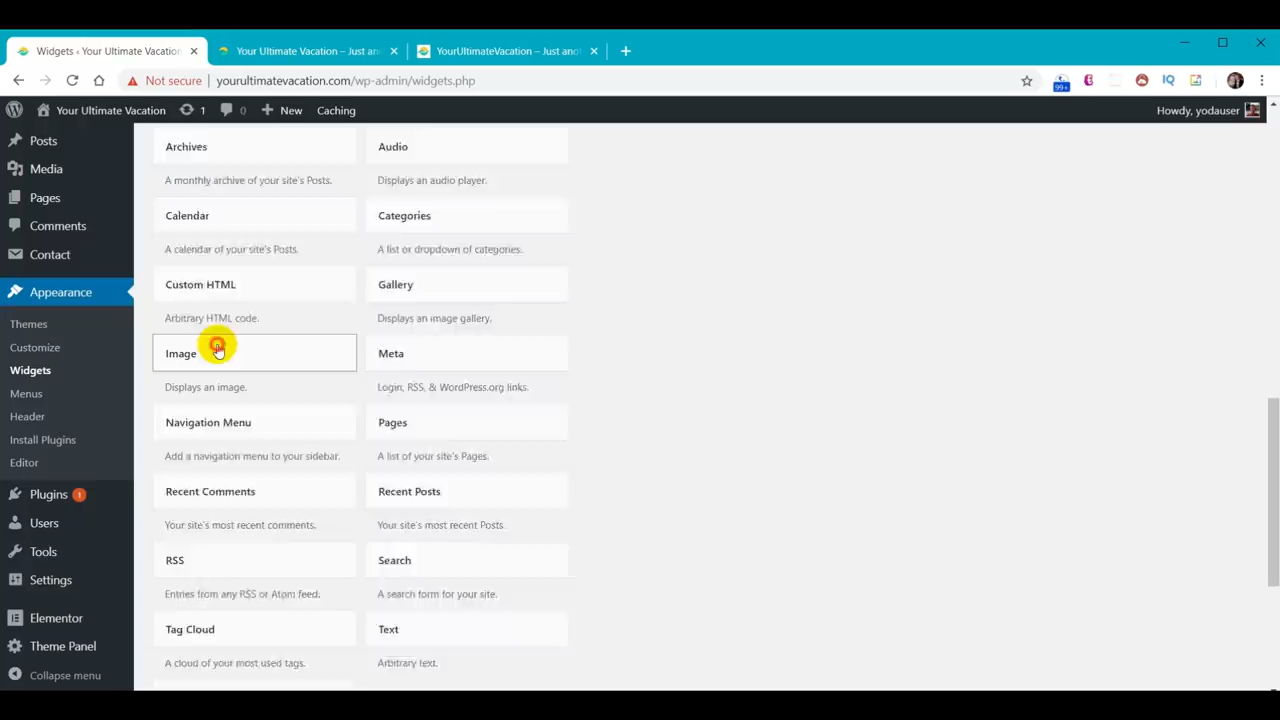 Widgets ‹ Your Ultimate Vacation
Your Ultimate Vacation – Just an
YourUltimateVacation – Just ano
Not secure
yourultimatevacation.com/wp-admin/widgets.php
99+
IQ
Your Ultimate Vacation
1
0
New
Caching
Howdy, yodauser
Posts
Media
Pages
Comments
Contact
Appearance
Themes
Customize
Widgets
Menus
Header
Install Plugins
Editor
Plugins 1
Users
Tools
Settings
Elementor
Theme Panel
Collapse menu
Archives
Audio
A monthly archive of your site's Posts.
Displays an audio player.
Calendar
Categories
A calendar of your site's Posts.
A list or dropdown of categories.
Custom HTML
Gallery
Arbitrary HTML code.
Displays an image gallery.
Image
Meta
Displays an image.
Login, RSS, & WordPress.org links.
Navigation Menu
Pages
Add a navigation menu to your sidebar.
A list of your site's Pages.
Recent Comments
Recent Posts
Your site's most recent comments.
Your site's most recent Posts.
RSS
Search
Entries from any RSS or Atom feed.
A search form for your site.
Tag Cloud
Text
A cloud of your most used tags.
Arbitrary text.